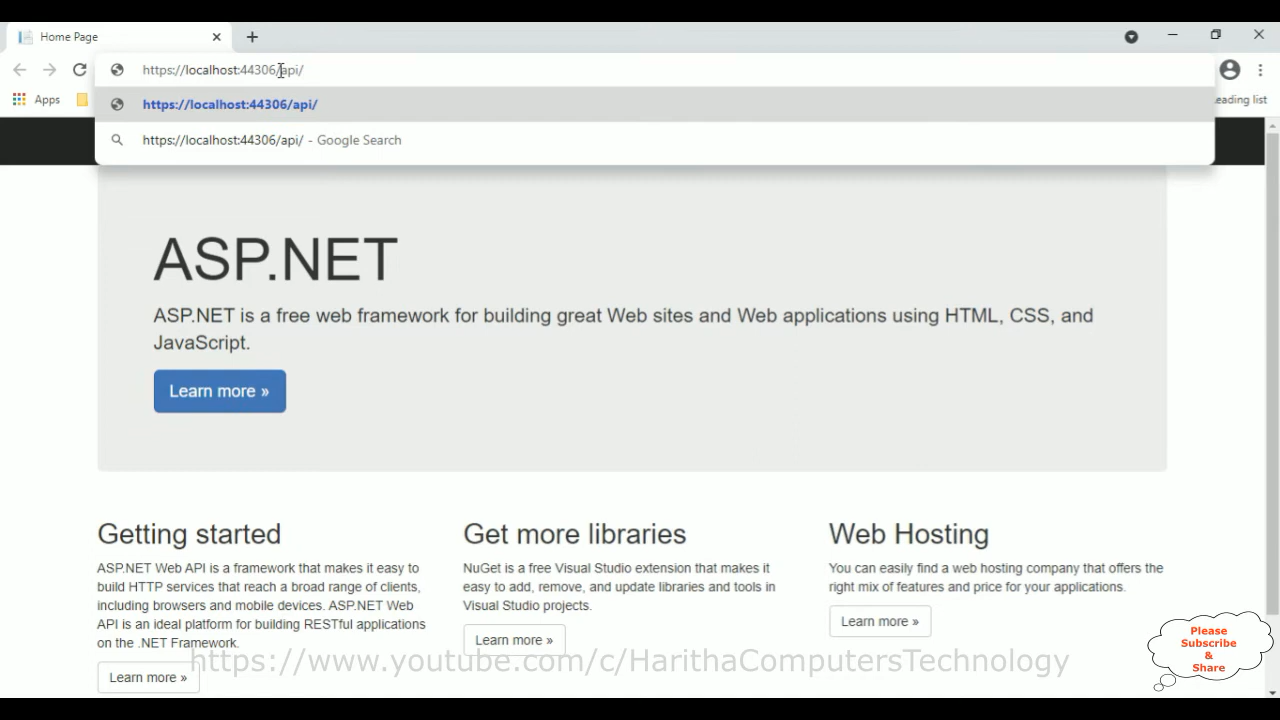 Home Page
https://localhost:44306/api/
https://localhost:44306/api/
https://localhost:44306/api/ - Google Search
Apps
eading list
ASP.NET
ASP.NET is a free web framework for building great Web sites and Web applications using HTML, CSS, and
JavaScript.
Learn more »
Getting started
ASP.NET Web API is a framework that makes it easy to
build HTTP services that reach a broad range of clients,
including browsers and mobile devices. ASP.NET Web
API is an ideal platform for building RESTful applications
on the .NET Framework.
Learn more »
Get more libraries
NuGet is a free Visual Studio extension that makes it
easy to add, remove, and update libraries and tools in
Visual Studio projects.
Learn more »
Web Hosting
You can easily find a web hosting company that offers the
right mix of features and price for your applications.
Learn more »
https://www.youtube.com/c/HarithaComputersTechnology
Please
Subscribe
&
Share